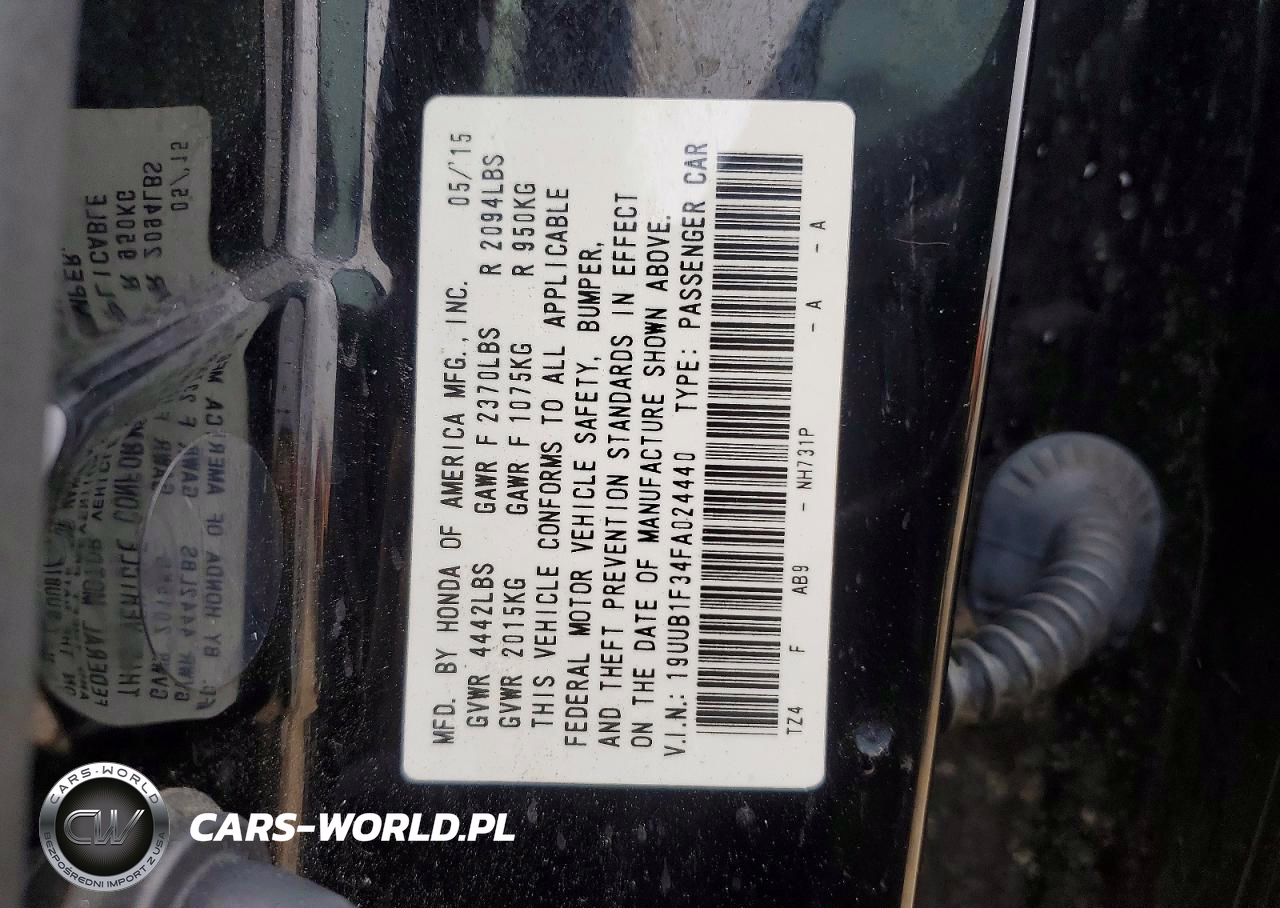 MFD. BY HONDA OF AMERICA MFG., INC. 05/'15
GVWR 4442LBS GAWR F 2370LBS R 2094LBS
GVWR 2015KG GAWR F 1075KG R 950KG
THIS VEHICLE CONFORMS TO ALL APPLICABLE
FEDERAL MOTOR VEHICLE SAFETY, BUMPER,
AND THEFT PREVENTION STANDARDS IN EFFECT
ON THE DATE OF MANUFACTURE SHOWN ABOVE.
V.I.N.: 19UUB1F34FA024440 TYPE: PASSENGER CAR
TZ4 F AB9 - NH731P - A - A
CARS-WORLD
CW
BEZPOŚREDNI IMPORT Z USA
CARS-WORLD.PL